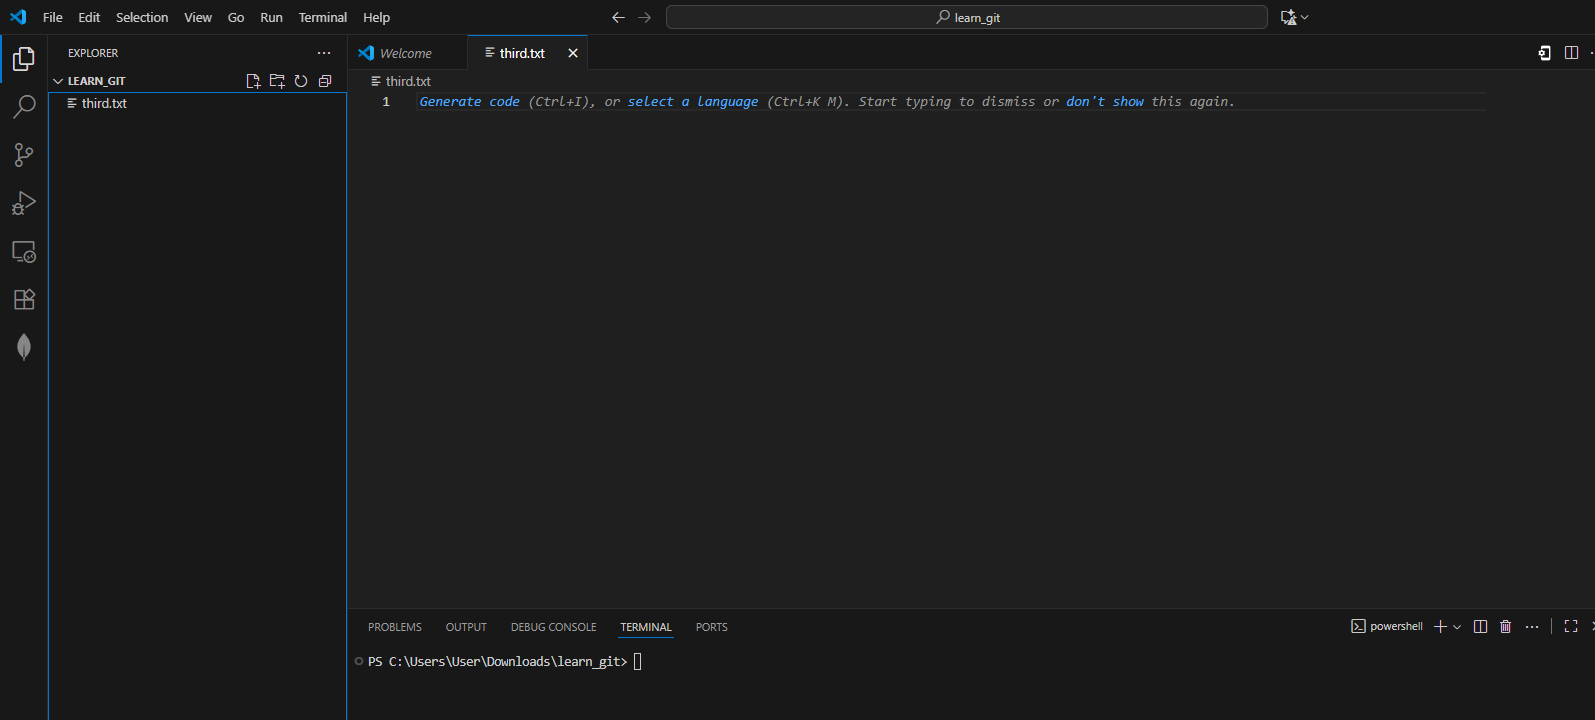 File Edit Selection View Go Run Terminal Help
learn_git
EXPLORER
LEARN_GIT
third.txt
Welcome
third.txt
third.txt
1 Generate code (Ctrl+I), or select a language (Ctrl+K M). Start typing to dismiss or don't show this again.
PROBLEMS OUTPUT DEBUG CONSOLE TERMINAL PORTS
powershell
PS C:\Users\User\Downloads\learn_git>